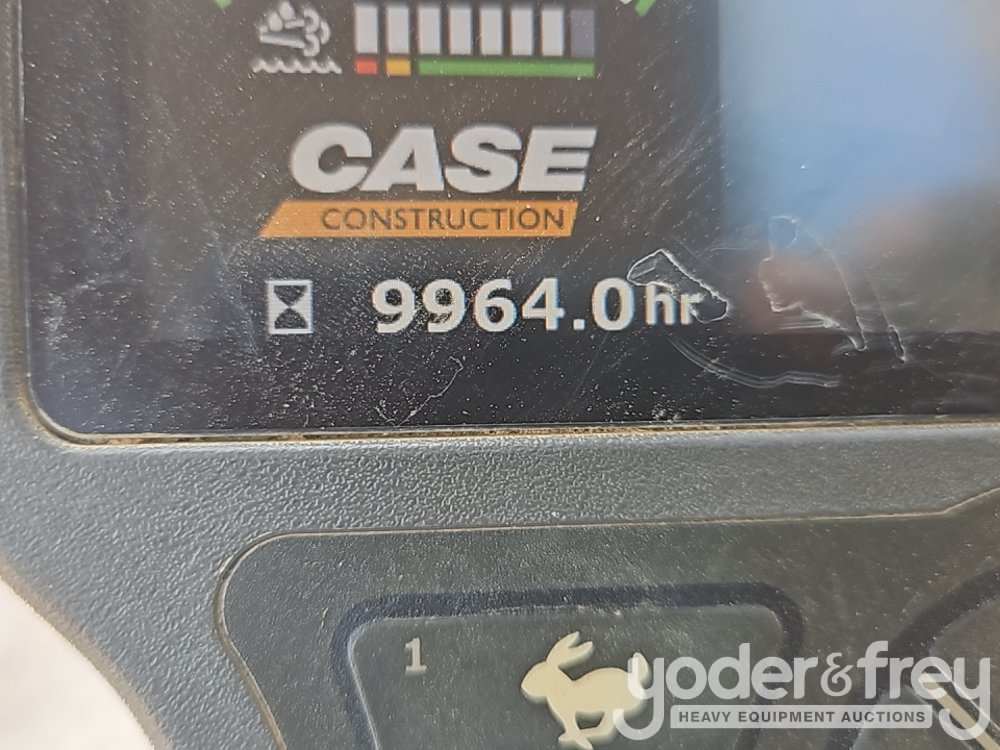 CASE
CONSTRUCTION
9964.0hr
1
yoder&frey
HEAVY EQUIPMENT AUCTIONS